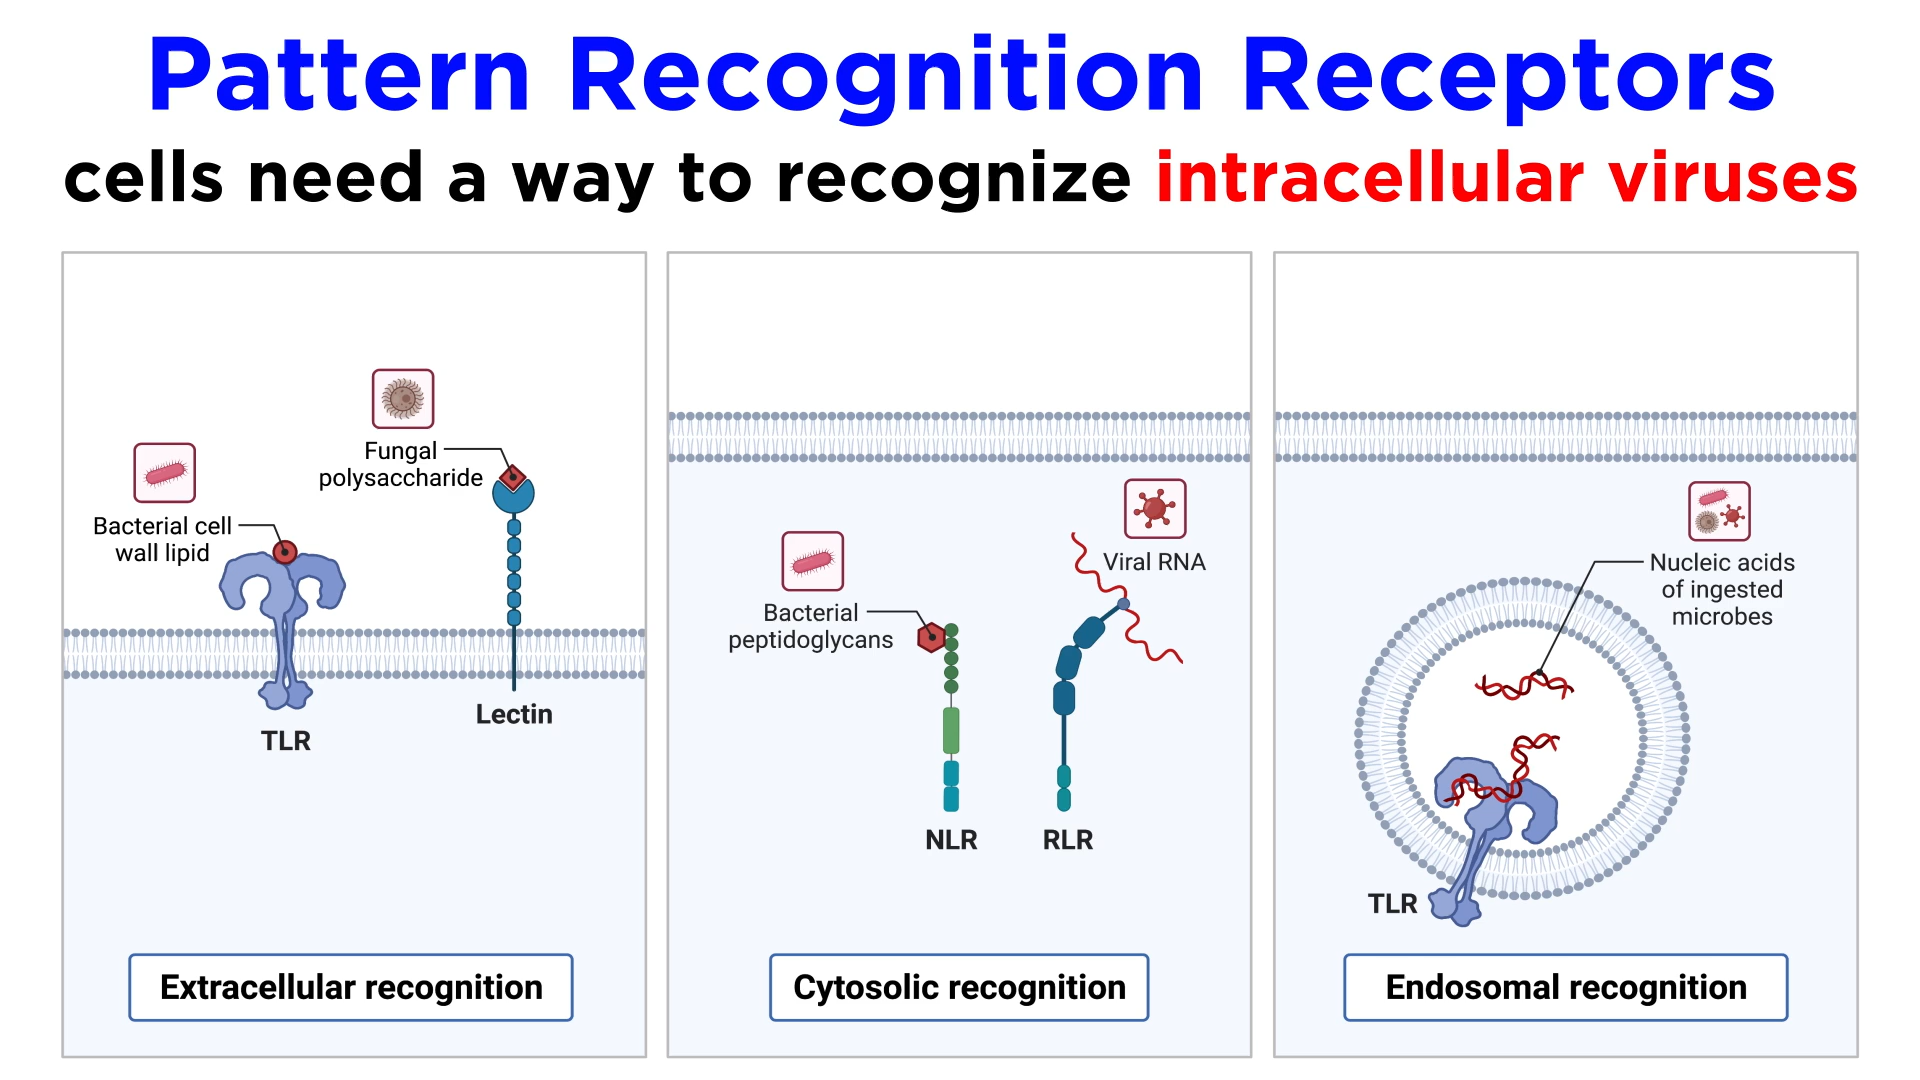 Pattern Recognition Receptors
cells need a way to recognize intracellular viruses
Fungal
polysaccharide
Bacterial cell
wall lipid
TLR
Lectin
Extracellular recognition
Viral RNA
Bacterial
peptidoglycans
NLR
RLR
Cytosolic recognition
Nucleic acids
of ingested
microbes
TLR
Endosomal recognition